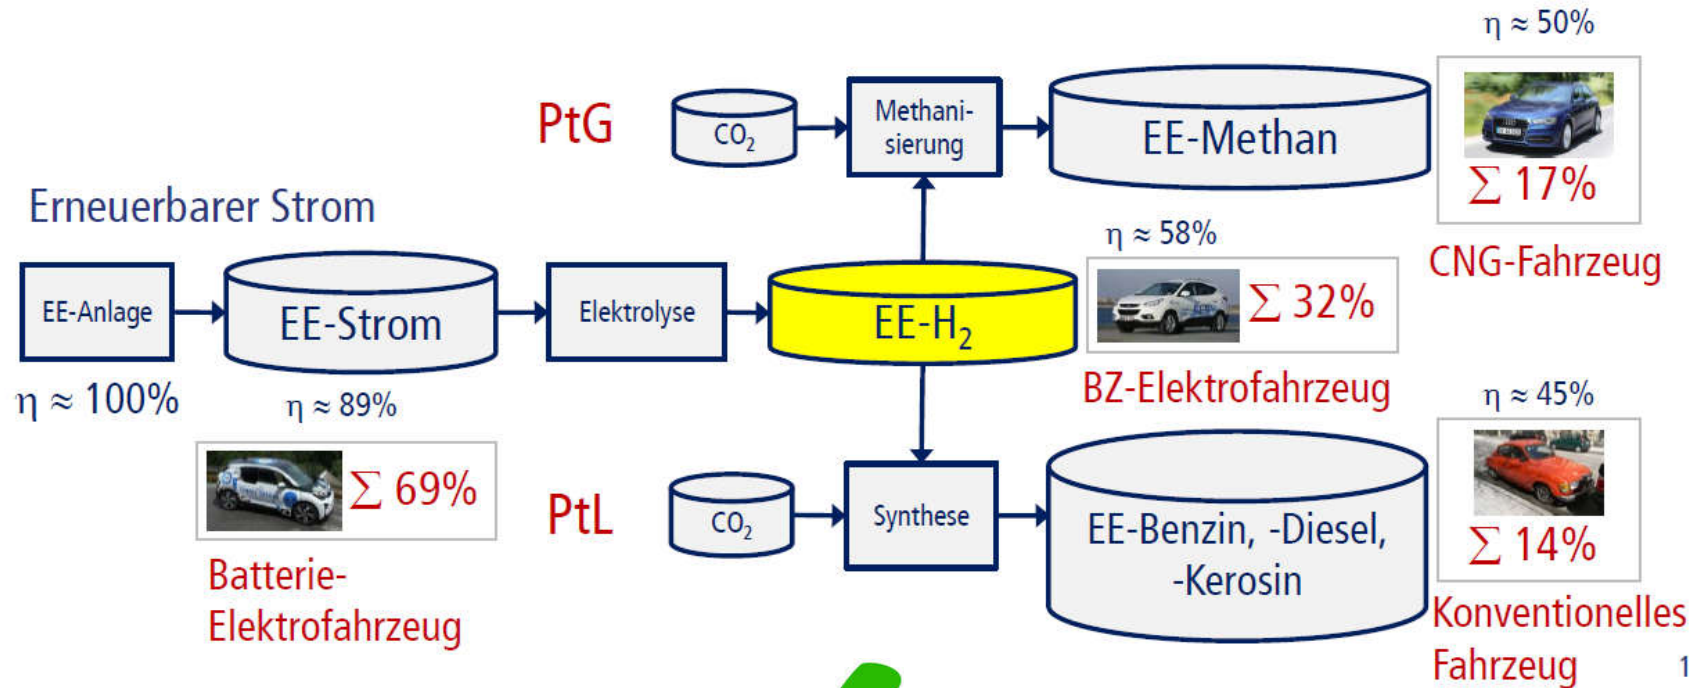 η ≈ 50%
PtG
CO₂
Methani-
sierung
EE-Methan
∑ 17%
CNG-Fahrzeug
Erneuerbarer Strom
η ≈ 58%
EE-Anlage
EE-Strom
Elektrolyse
EE-H₂
∑ 32%
BZ-Elektrofahrzeug
η ≈ 100%
η ≈ 89%
η ≈ 45%
∑ 69%
Batterie-
Elektrofahrzeug
PtL
CO₂
Synthese
EE-Benzin, -Diesel,
-Kerosin
∑ 14%
Konventionelles
Fahrzeug
1